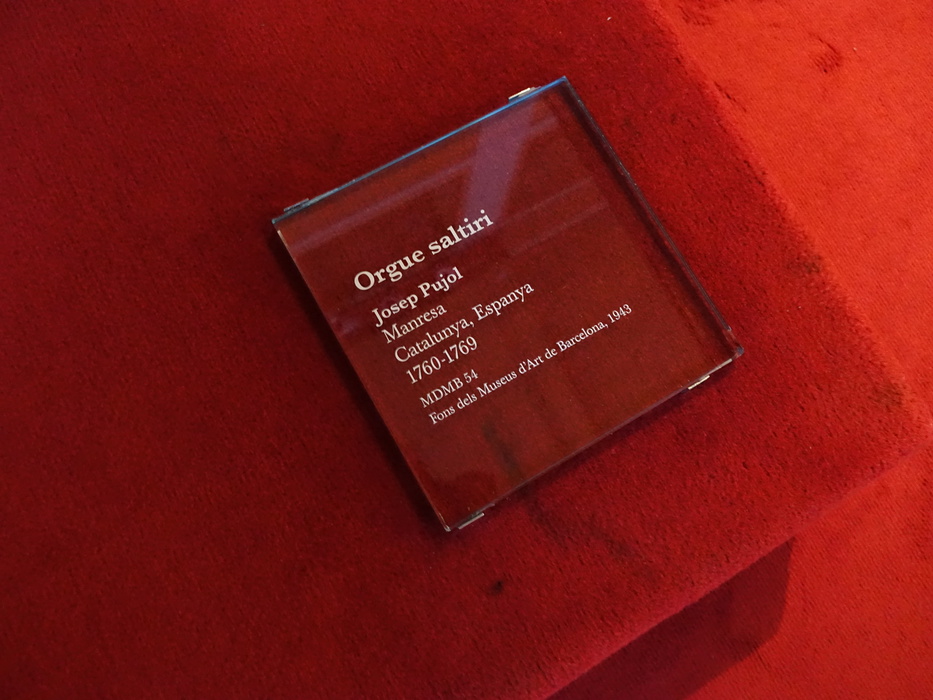 Orgue saltiri
Josep Pujol
Manresa
Catalunya, Espanya
1760-1769
MDMB 54
Fons dels Museus d'Art de Barcelona, 1943